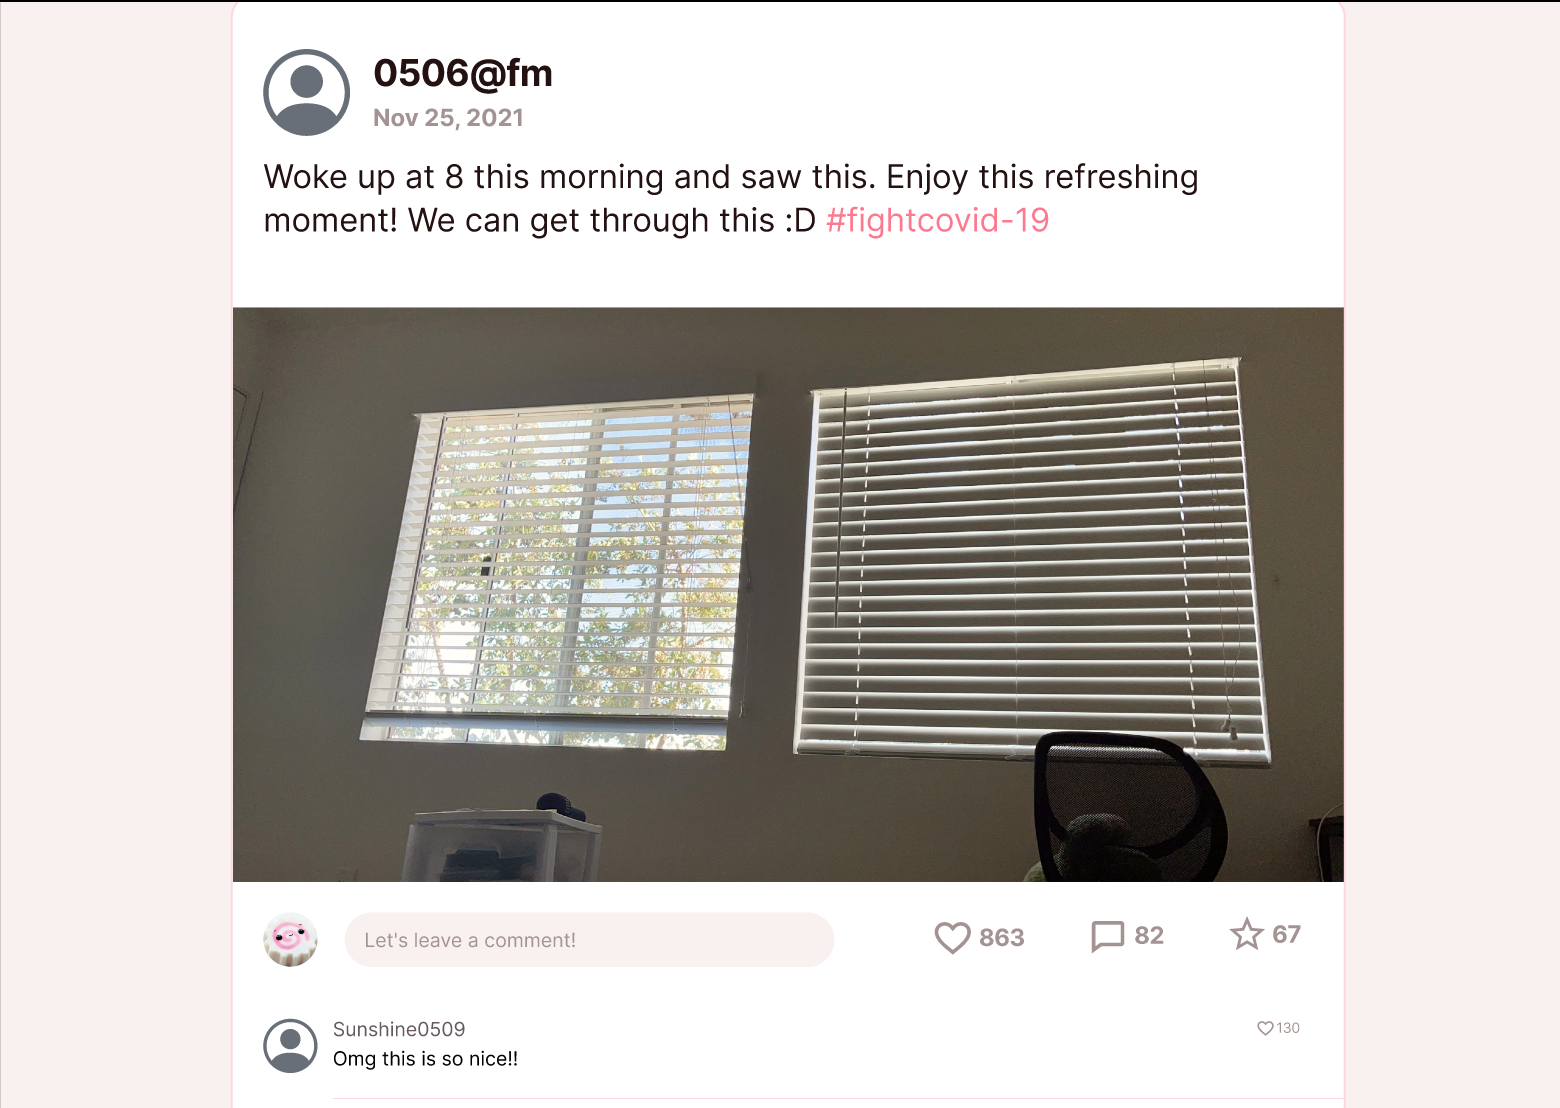 0506@fm
Nov 25, 2021
Woke up at 8 this morning and saw this. Enjoy this refreshing
moment! We can get through this :D #fightcovid-19
Let's leave a comment!
863
82
67
Sunshine0509
130
Omg this is so nice!!